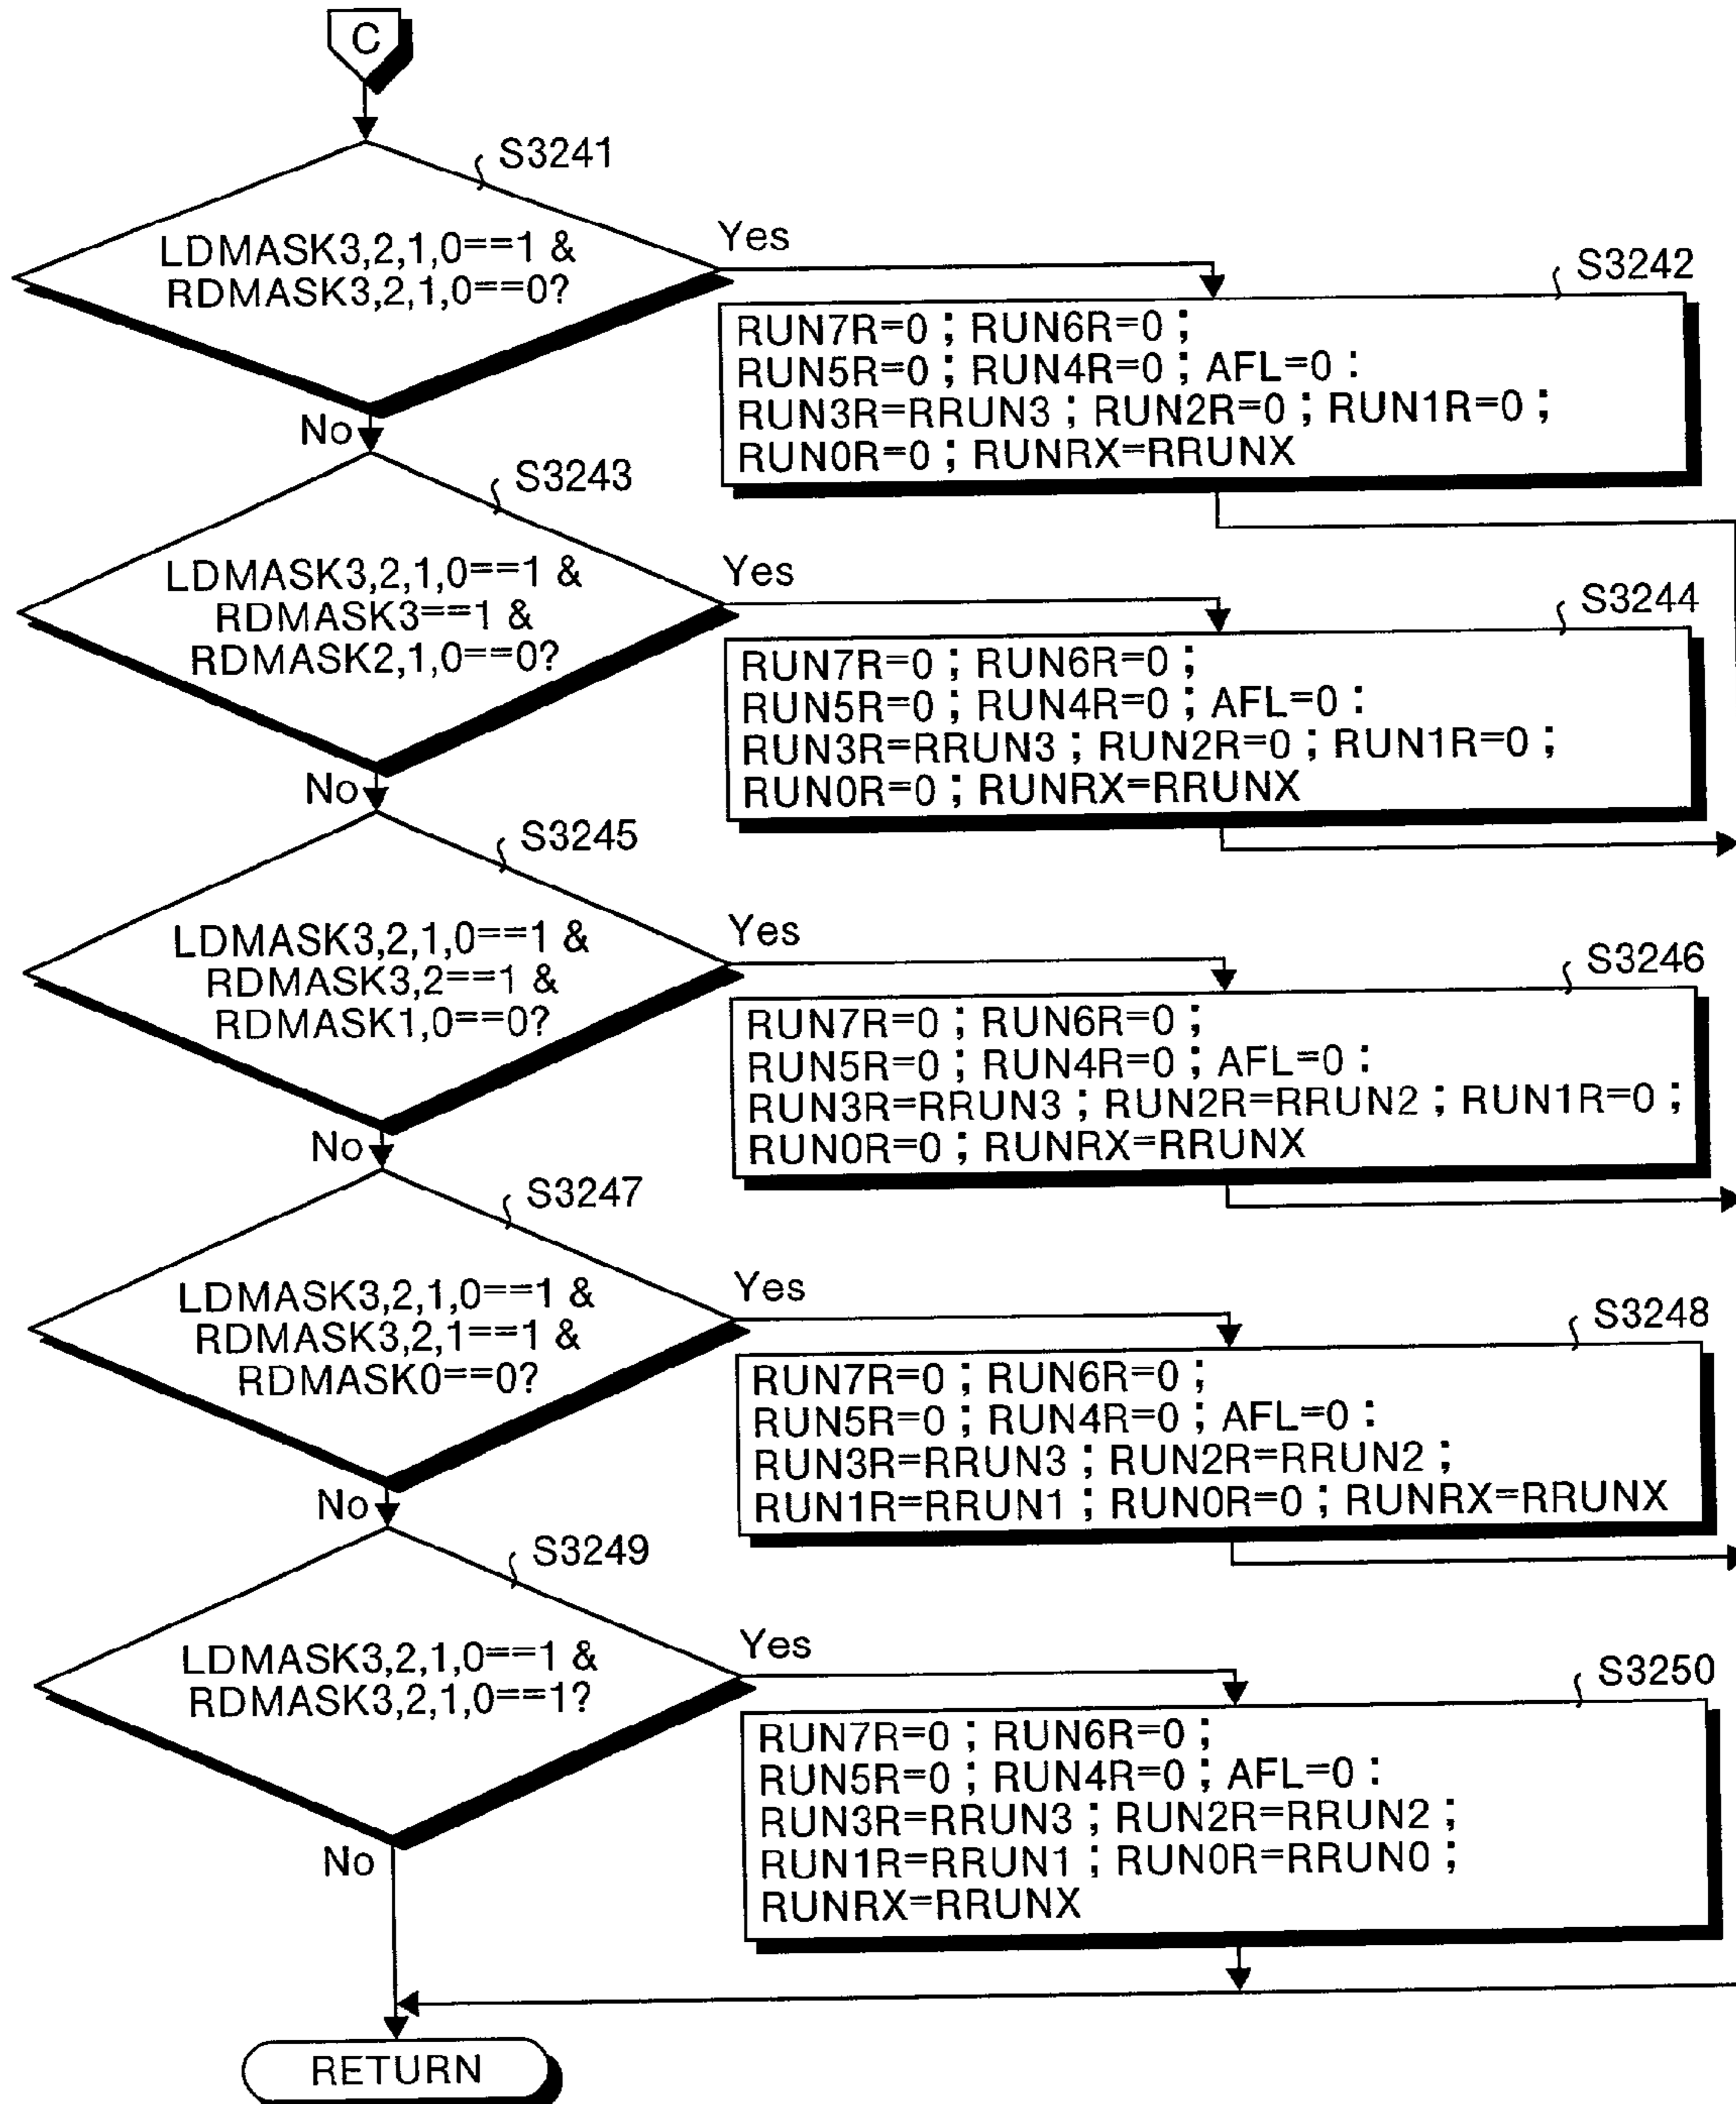 C
S3241
LDMASK3,2,1,0==1 &
RDMASK3,2,1,0==0?
Yes
No
S3242
RUN7R=0 ; RUN6R=0 ;
RUN5R=0 ; RUN4R=0 ; AFL=0 :
RUN3R=RRUN3 ; RUN2R=0 ; RUN1R=0 ;
RUN0R=0 ; RUNRX=RRUNX
S3243
LDMASK3,2,1,0==1 &
RDMASK3==1 &
RDMASK2,1,0==0?
Yes
No
S3244
RUN7R=0 ; RUN6R=0 ;
RUN5R=0 ; RUN4R=0 ; AFL=0 :
RUN3R=RRUN3 ; RUN2R=0 ; RUN1R=0 ;
RUN0R=0 ; RUNRX=RRUNX
S3245
LDMASK3,2,1,0==1 &
RDMASK3,2==1 &
RDMASK1,0==0?
Yes
No
S3246
RUN7R=0 ; RUN6R=0 ;
RUN5R=0 ; RUN4R=0 ; AFL=0 :
RUN3R=RRUN3 ; RUN2R=RRUN2 ; RUN1R=0 ;
RUN0R=0 ; RUNRX=RRUNX
S3247
LDMASK3,2,1,0==1 &
RDMASK3,2,1==1 &
RDMASK0==0?
Yes
No
S3248
RUN7R=0 ; RUN6R=0 ;
RUN5R=0 ; RUN4R=0 ; AFL=0 :
RUN3R=RRUN3 ; RUN2R=RRUN2 ;
RUN1R=RRUN1 ; RUN0R=0 ; RUNRX=RRUNX
S3249
LDMASK3,2,1,0==1 &
RDMASK3,2,1,0==1?
Yes
No
S3250
RUN7R=0 ; RUN6R=0 ;
RUN5R=0 ; RUN4R=0 ; AFL=0 :
RUN3R=RRUN3 ; RUN2R=RRUN2 ;
RUN1R=RRUN1 ; RUN0R=RRUN0 ;
RUNRX=RRUNX
RETURN